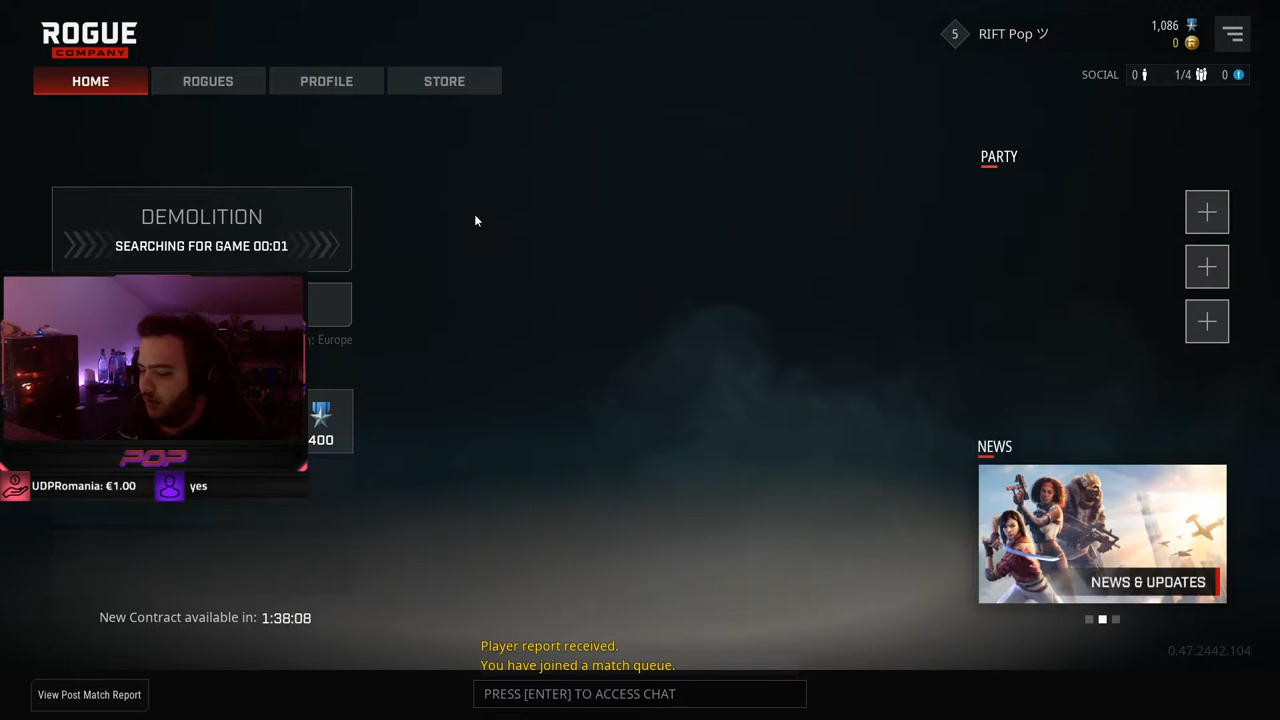 ROGUE
COMPANY
5 RIFT Pop ツ
1,086
0
HOME
ROGUES
PROFILE
STORE
SOCIAL 0 1/4 0
PARTY
DEMOLITION
SEARCHING FOR GAME 00:01
: Europe
400
POP
UDPRomania: €1.00
yes
NEWS
NEWS & UPDATES
New Contract available in: 1:38:08
Player report received.
You have joined a match queue.
0.47.2442.104
View Post Match Report
PRESS [ENTER] TO ACCESS CHAT